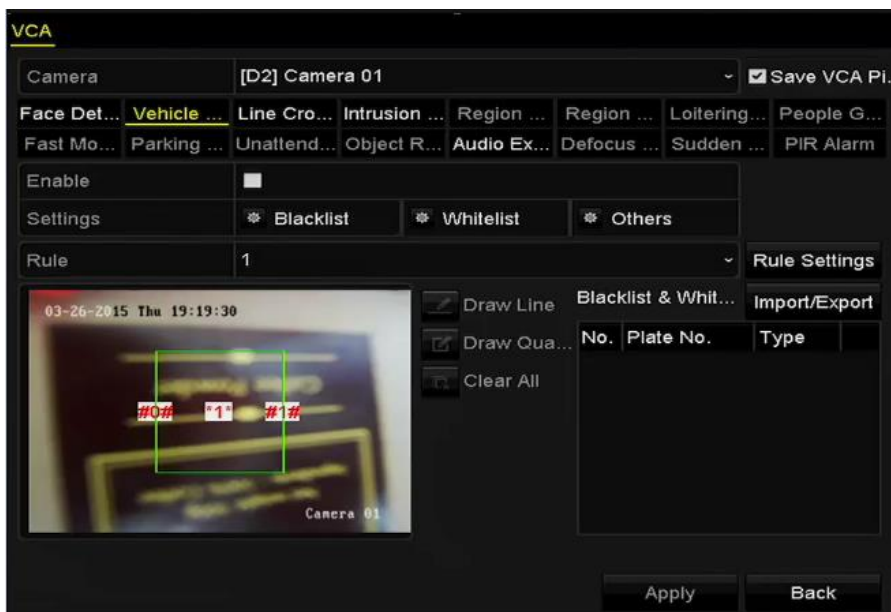 VCA
Camera [D2] Camera 01 Save VCA Pi.
Face Det... Vehicle ... Line Cro... Intrusion ... Region ... Region ... Loitering... People G...
Fast Mo... Parking ... Unattend... Object R... Audio Ex... Defocus ... Sudden ... PIR Alarm
Enable
Settings Blacklist Whitelist Others
Rule 1 Rule Settings
03-26-2015 Thu 19:19:30
#0# *1* #1#
Camera 01
Draw Line
Draw Qua...
Clear All
Blacklist & Whit... Import/Export
No. Plate No. Type
Apply Back